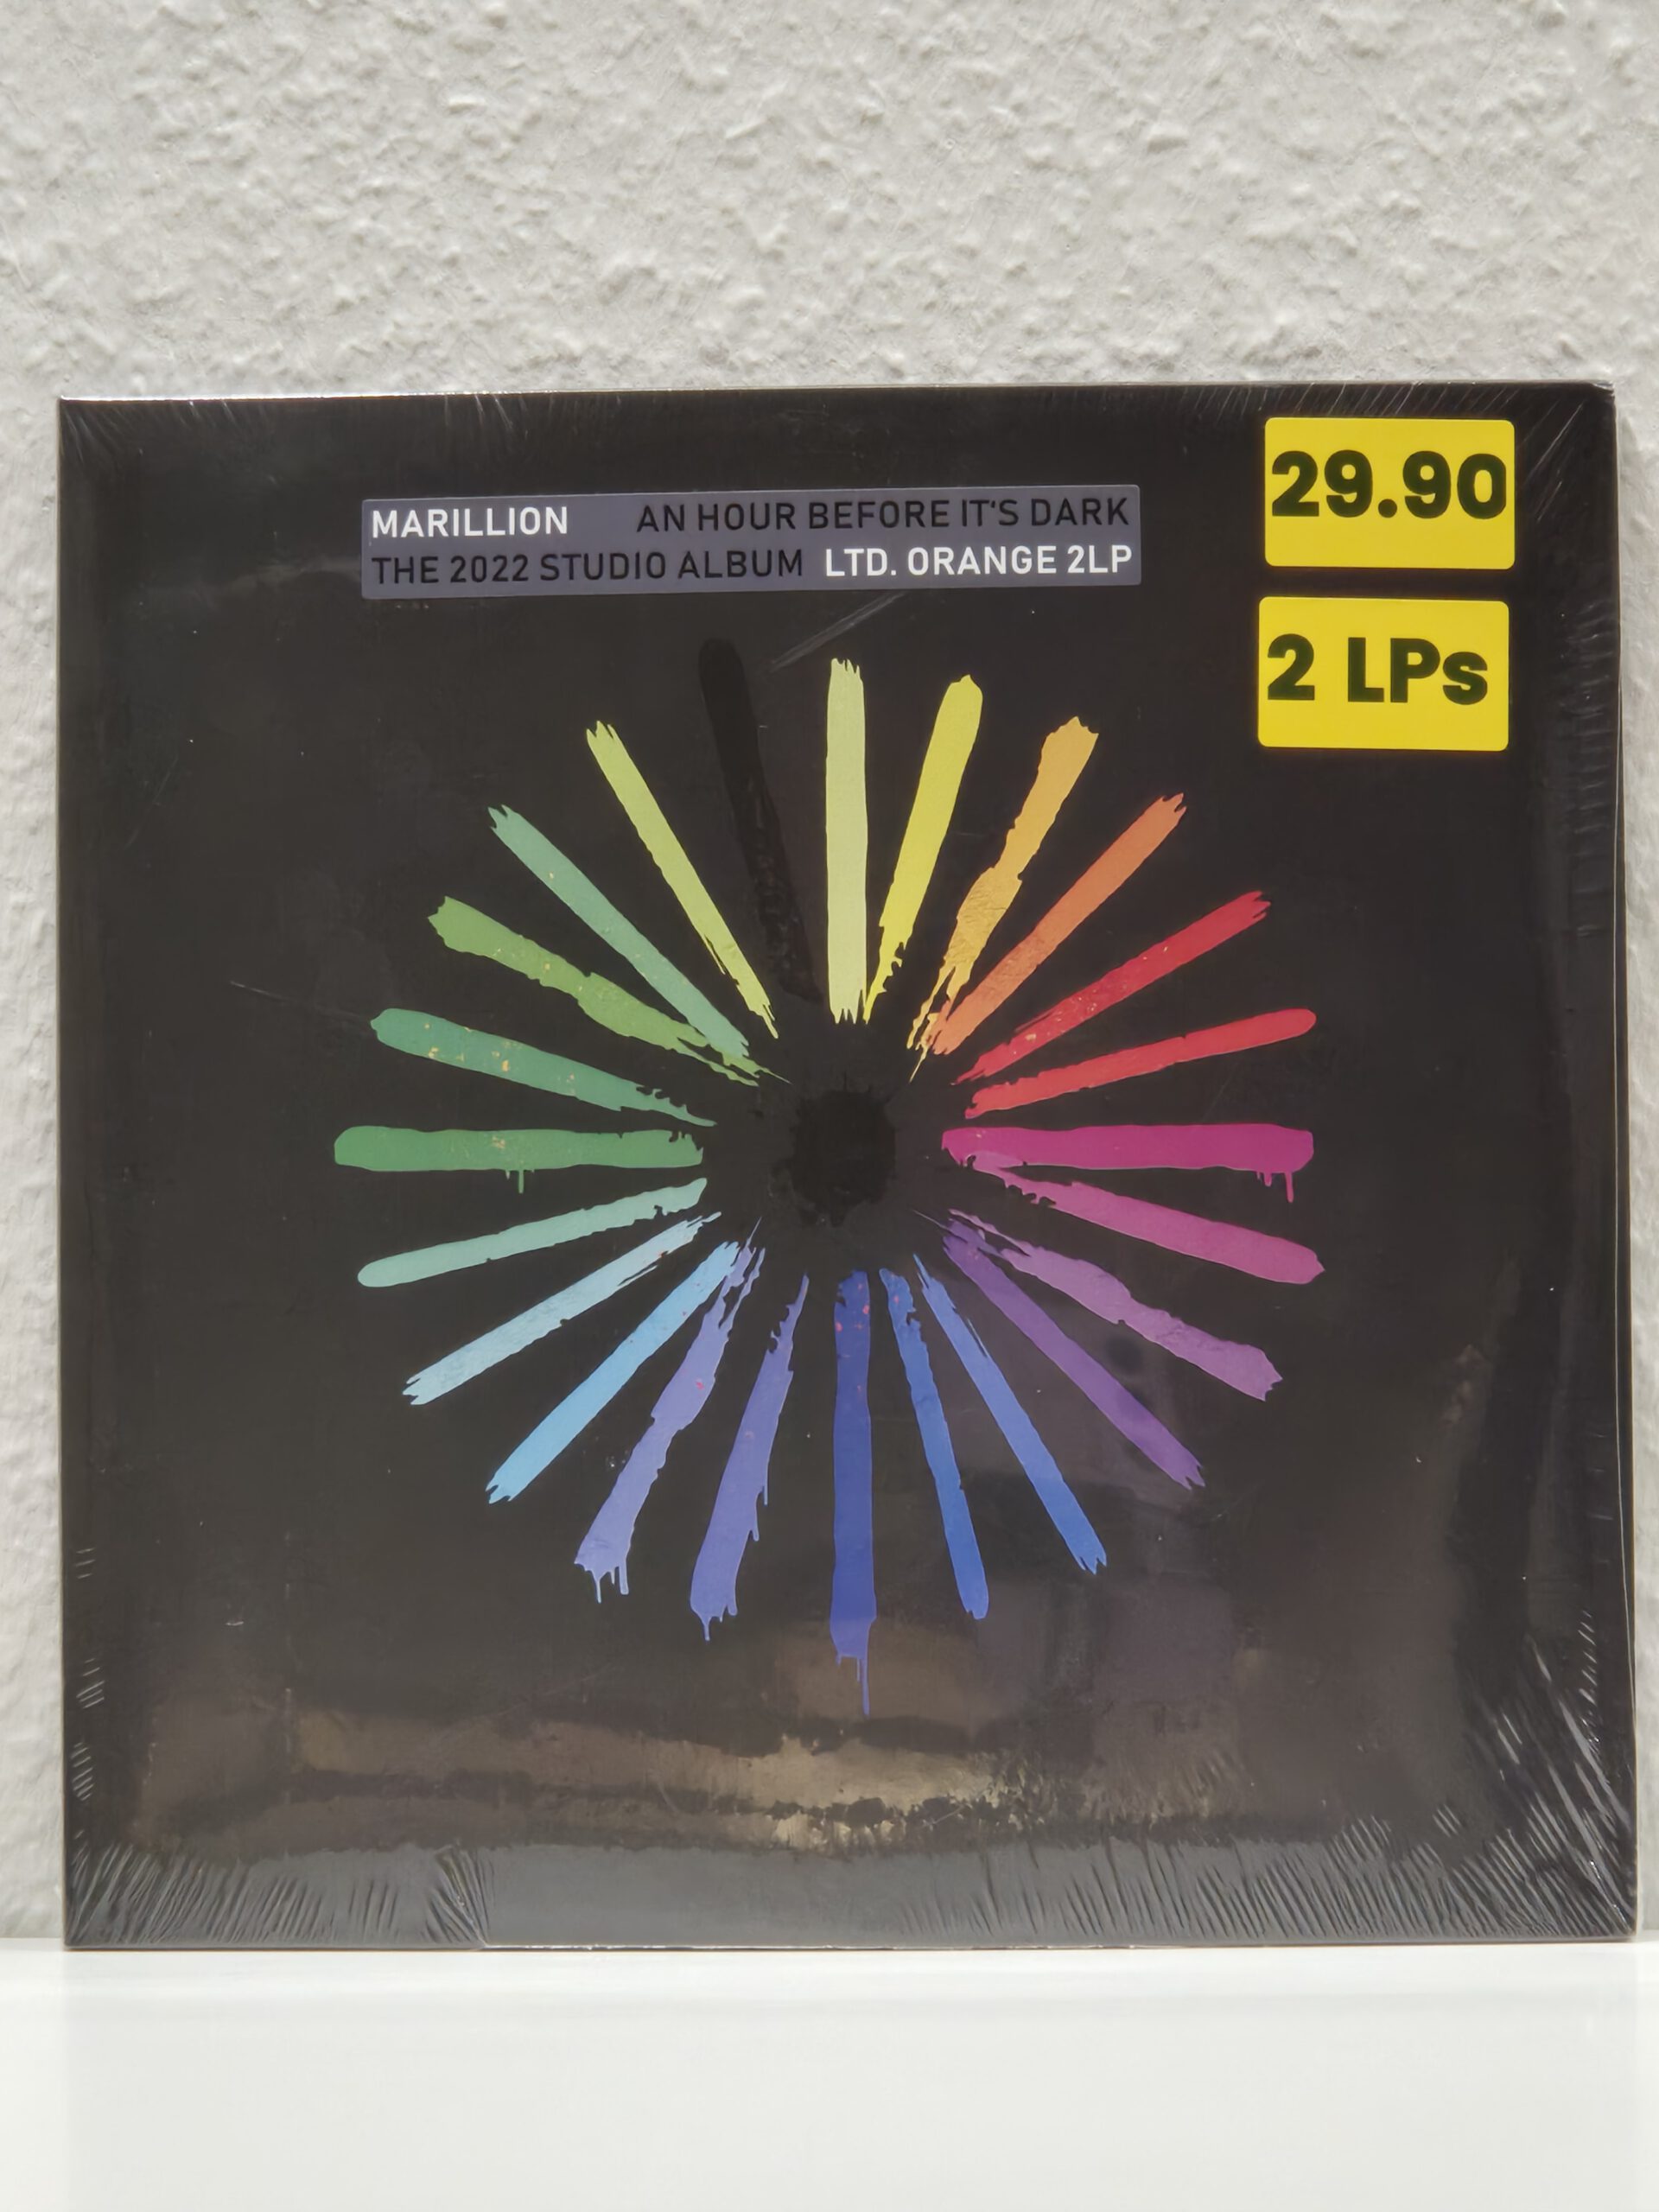 MARILLION AN HOUR BEFORE IT'S DARK
THE 2022 STUDIO ALBUM LTD. ORANGE 2LP
29.90
2 LPs